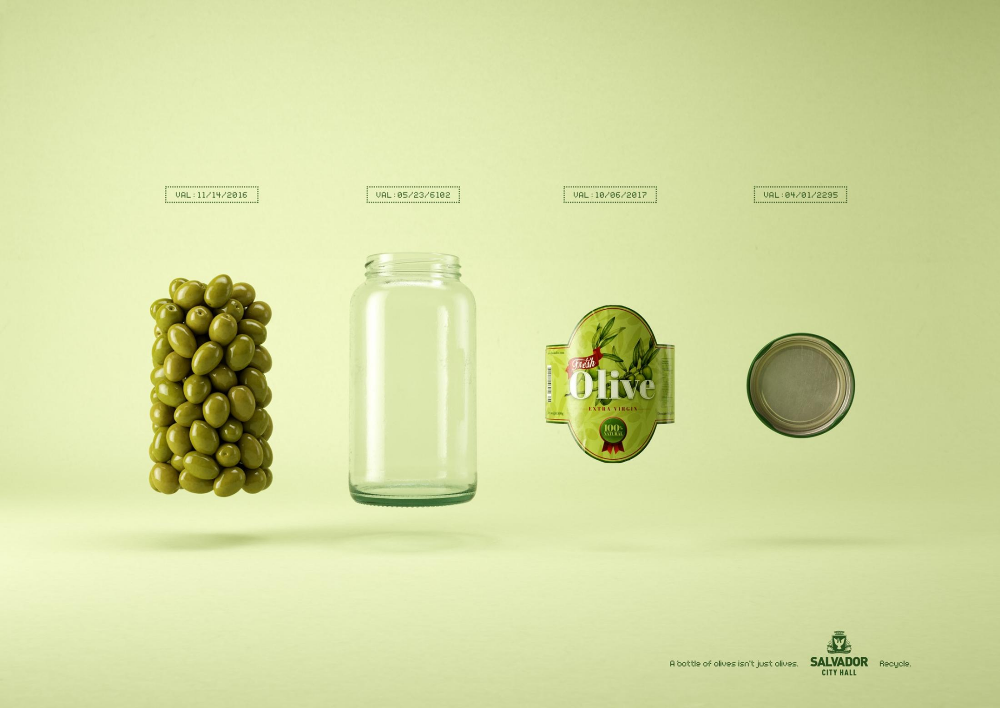 VAL:11/14/2016
VAL:05/23/6102
VAL:10/06/2017
VAL:04/01/2295
Fresh
Olive
EXTRA VIRGIN
100%
NATURAL
A bottle of olives isn't just olives.
SALVADOR
CITY HALL
Recycle.